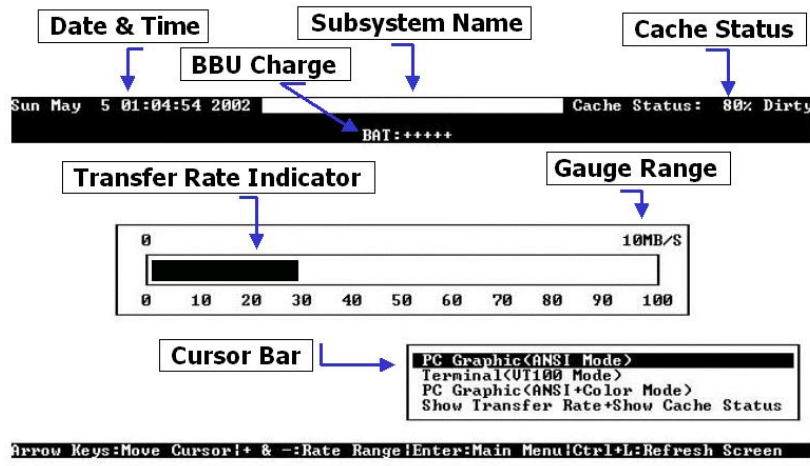 Date & Time
Subsystem Name
Cache Status
BBU Charge
Sun May 5 01:04:54 2002
Cache Status: 80% Dirty
BAT:+++++
Transfer Rate Indicator
Gauge Range
0 10MB/S
0 10 20 30 40 50 60 70 80 90 100
Cursor Bar
PC Graphic(ANSI Mode)
Terminal(VT100 Mode)
PC Graphic(ANSI+Color Mode)
Show Transfer Rate+Show Cache Status
Arrow Keys:Move Cursor|+ & -:Rate Range|Enter:Main Menu|Ctrl+L:Refresh Screen